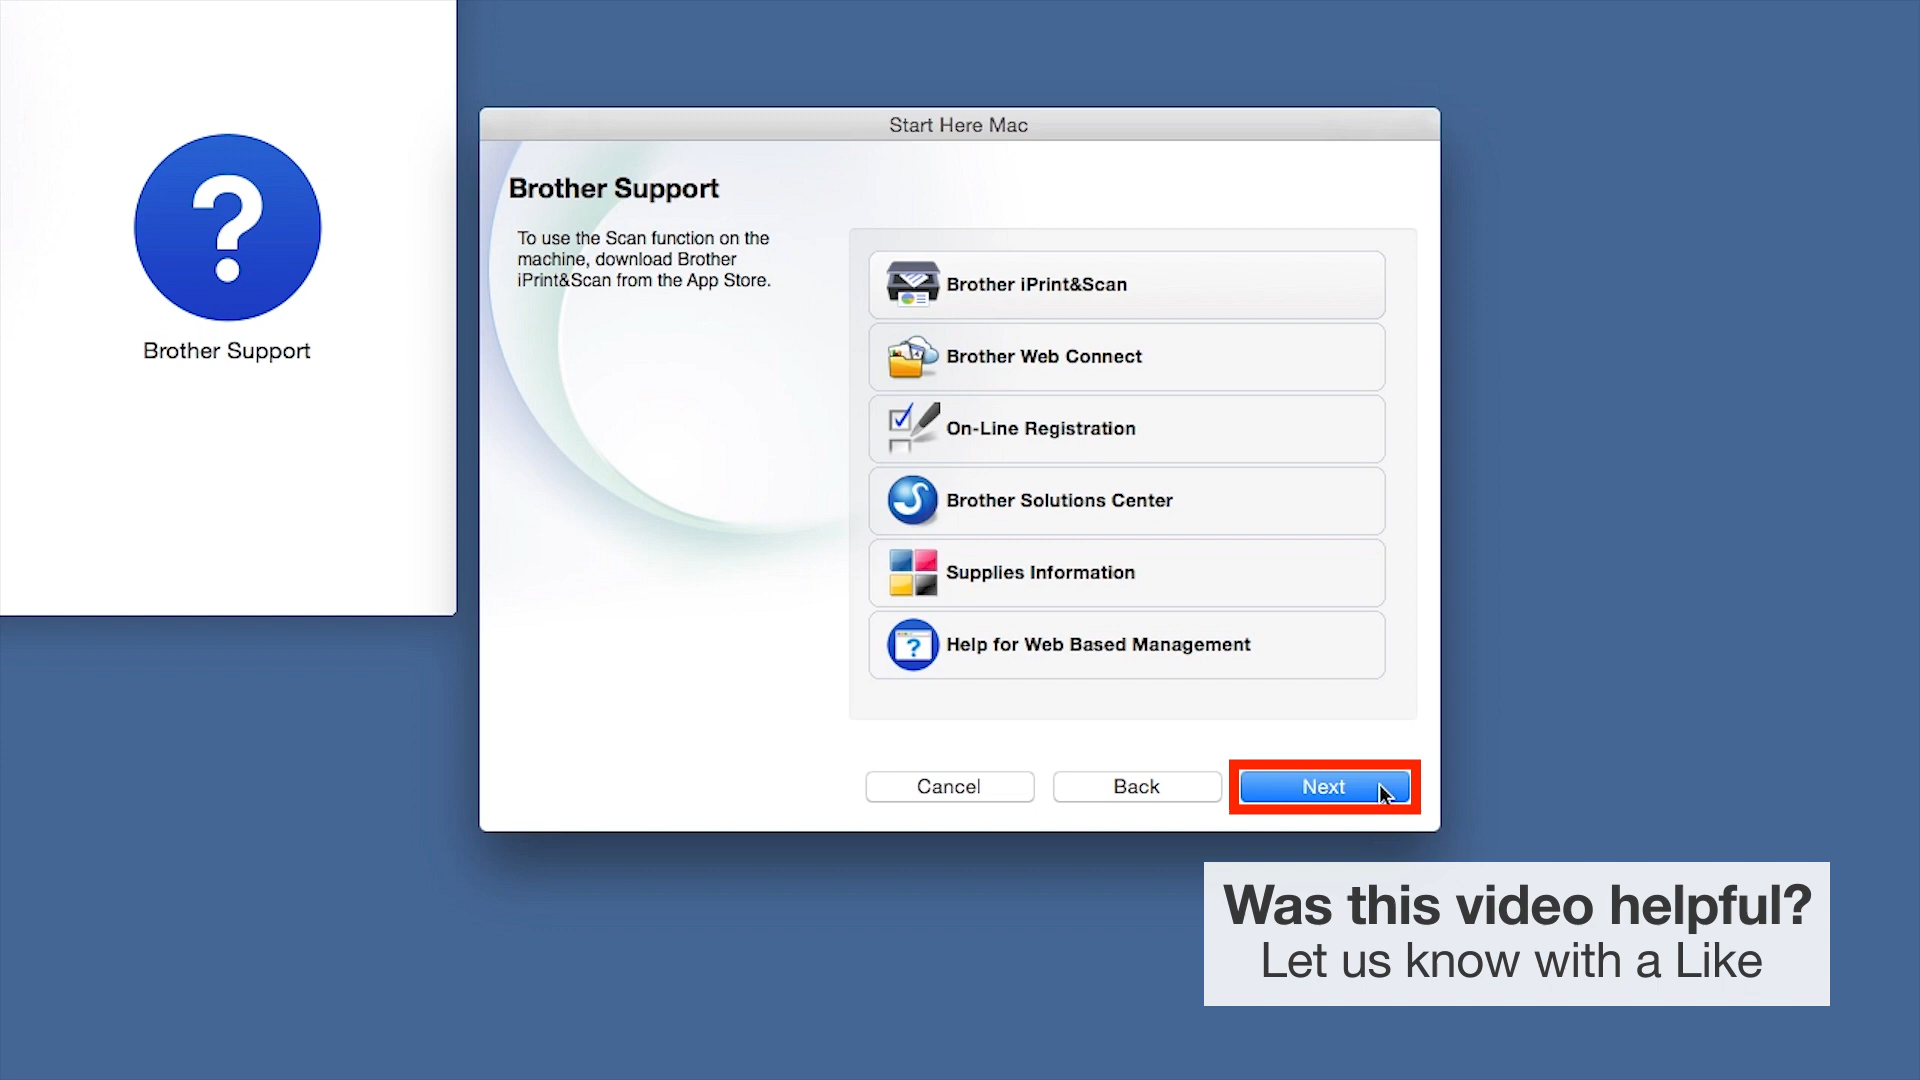 Brother Support
Start Here Mac
Brother Support
To use the Scan function on the
machine, download Brother
iPrint&Scan from the App Store.
Brother iPrint&Scan
Brother Web Connect
On-Line Registration
Brother Solutions Center
Supplies Information
Help for Web Based Management
Cancel
Back
Next
Was this video helpful?
Let us know with a Like